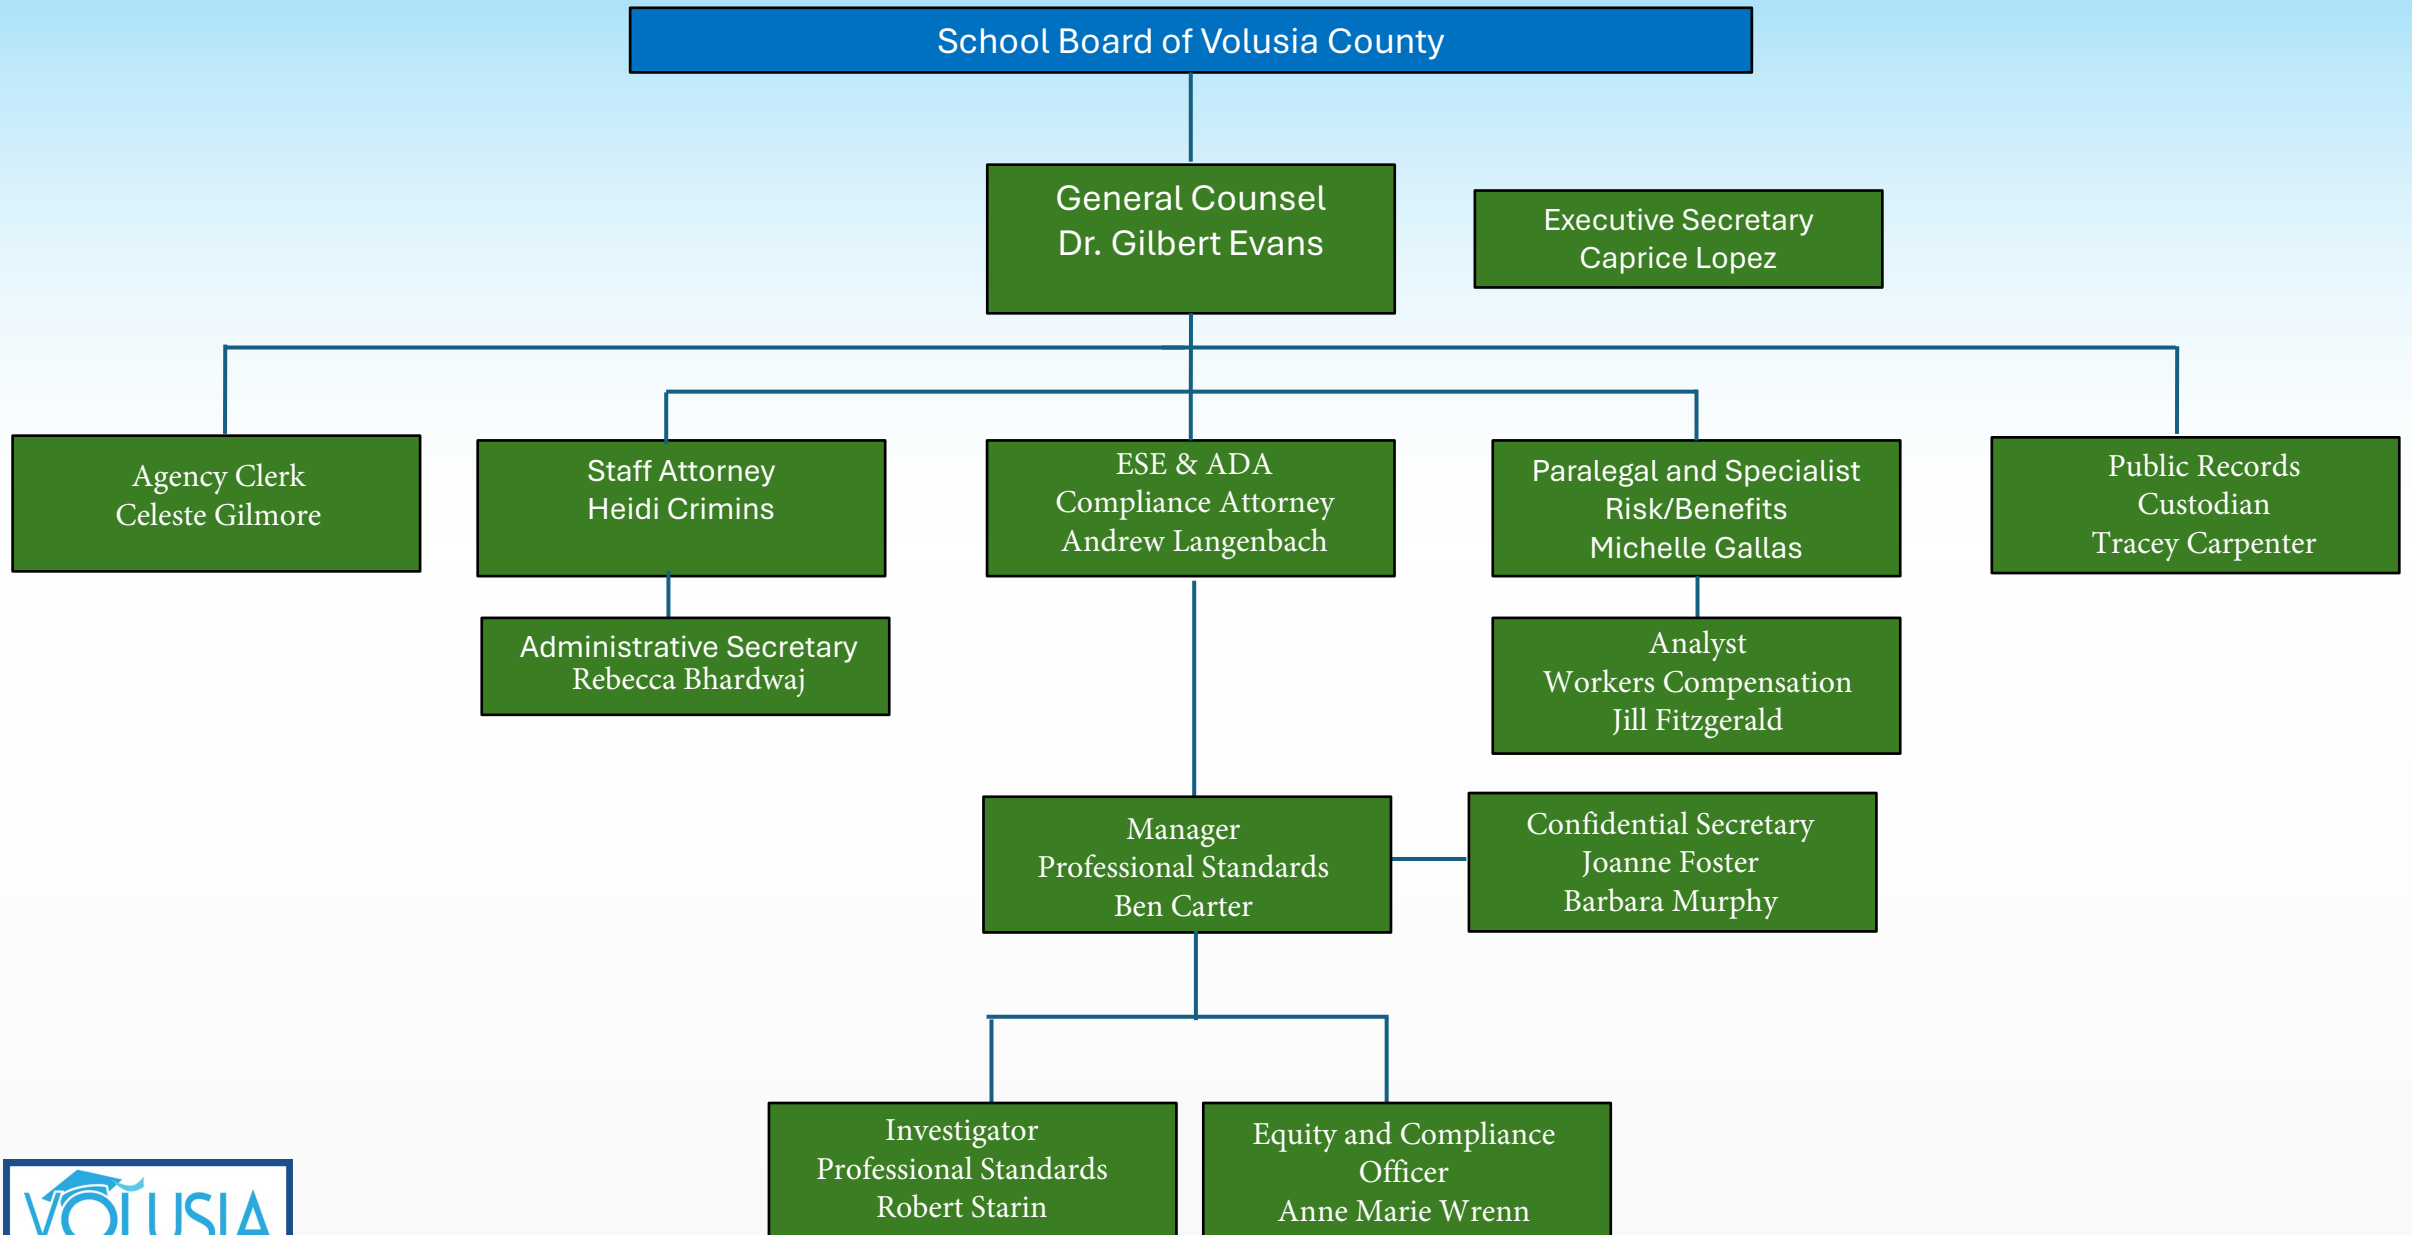 School Board of Volusia County
General Counsel
Dr. Gilbert Evans
Executive Secretary
Caprice Lopez
Agency Clerk
Celeste Gilmore
Staff Attorney
Heidi Crimins
ESE & ADA
Compliance Attorney
Andrew Langenbach
Paralegal and Specialist
Risk/Benefits
Michelle Gallas
Public Records
Custodian
Tracey Carpenter
Administrative Secretary
Rebecca Bhardwaj
Analyst
Workers Compensation
Jill Fitzgerald
Manager
Professional Standards
Ben Carter
Confidential Secretary
Joanne Foster
Barbara Murphy
Investigator
Professional Standards
Robert Starin
Equity and Compliance
Officer
Anne Marie Wrenn
VOLUSIA